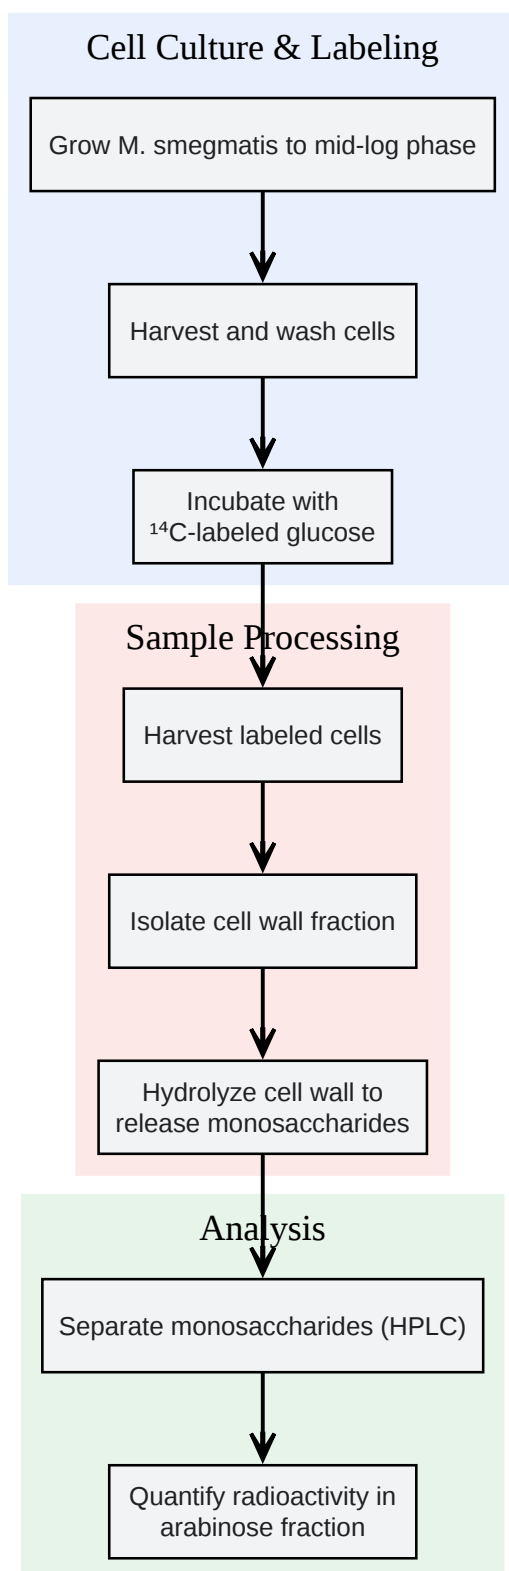 Cell Culture & Labeling
Grow M. smegmatis to mid-log phase
Harvest and wash cells
Incubate with
¹⁴C-labeled glucose
Sample Processing
Harvest labeled cells
Isolate cell wall fraction
Hydrolyze cell wall to
release monosaccharides
Analysis
Separate monosaccharides (HPLC)
Quantify radioactivity in
arabinose fraction